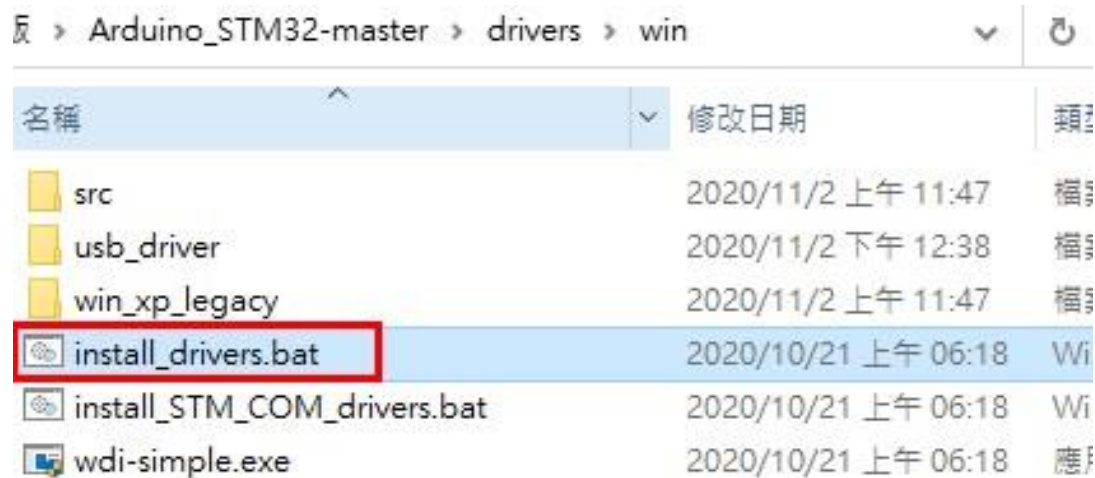 > Arduino_STM32-master > drivers > win
名稱 修改日期
src 2020/11/2 上午 11:47
usb_driver 2020/11/2 下午 12:38
win_xp_legacy 2020/11/2 上午 11:47
install_drivers.bat 2020/10/21 上午 06:18 Wi
install_STM_COM_drivers.bat 2020/10/21 上午 06:18 Wi
wdi-simple.exe 2020/10/21 上午 06:18